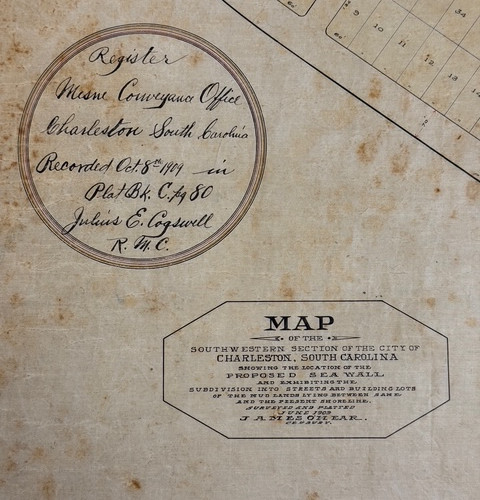 34
9
10
11
12
13
14
Register
Mesne Conveyance Office
Charleston South Carolina
Recorded Oct. 8th 1909 in
Plat Bk. C. pg 80
Julius E. Cogswell
R. M. C.
MAP
OF THE
SOUTHWESTERN SECTION OF THE CITY OF
CHARLESTON, SOUTH CAROLINA
SHOWING THE LOCATION OF THE
PROPOSED SEA WALL
AND EXHIBITING THE
SUBDIVISION INTO STREETS AND BUILDING LOTS
OF THE MUD LANDS LYING BETWEEN SAME
AND THE PRESENT SHORELINE.
SURVEYED AND PLATTED
JUNE 1909
JAMES O'HEAR.